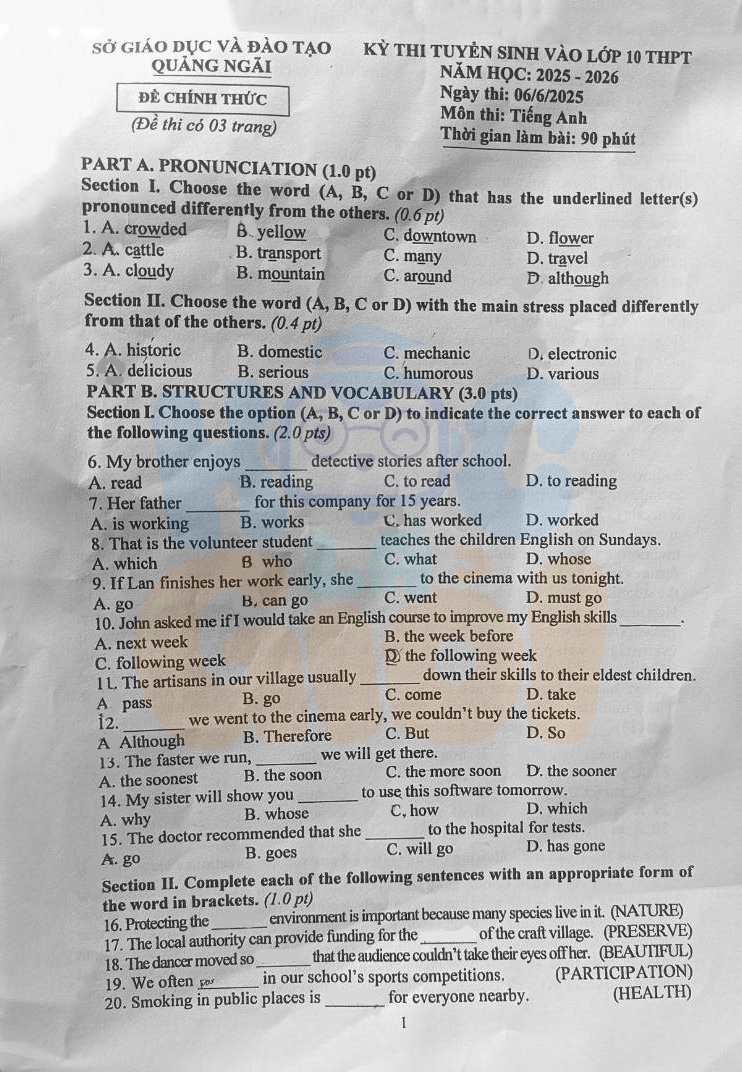 SỞ GIÁO DỤC VÀ ĐÀO TẠO KỲ THI TUYỂN SINH VÀO LỚP 10 THPT
QUẢNG NGÃI NĂM HỌC: 2025 - 2026
ĐỀ CHÍNH THỨC Ngày thi: 06/6/2025
(Đề thi có 03 trang) Môn thi: Tiếng Anh
Thời gian làm bài: 90 phút
PART A. PRONUNCIATION (1.0 pt)
Section I. Choose the word (A, B, C or D) that has the underlined letter(s)
pronounced differently from the others. (0.6 pt)
1. A. crowded B. yellow C. downtown D. flower
2. A. cattle B. transport C. many D. travel
3. A. cloudy B. mountain C. around D. although
Section II. Choose the word (A, B, C or D) with the main stress placed differently
from that of the others. (0.4 pt)
4. A. historic B. domestic C. mechanic D. electronic
5. A. delicious B. serious C. humorous D. various
PART B. STRUCTURES AND VOCABULARY (3.0 pts)
Section I. Choose the option (A, B, C or D) to indicate the correct answer to each of
the following questions. (2.0 pts)
6. My brother enjoys ______ detective stories after school.
A. read B. reading C. to read D. to reading
7. Her father ______ for this company for 15 years.
A. is working B. works C. has worked D. worked
8. That is the volunteer student ______ teaches the children English on Sundays.
A. which B who C. what D. whose
9. If Lan finishes her work early, she ______ to the cinema with us tonight.
A. go B. can go C. went D. must go
10. John asked me if I would take an English course to improve my English skills ______.
A. next week B. the week before
C. following week D. the following week
11. The artisans in our village usually ______ down their skills to their eldest children.
A pass B. go C. come D. take
12. ______ we went to the cinema early, we couldn't buy the tickets.
A Although B. Therefore C. But D. So
13. The faster we run, ______ we will get there.
A. the soonest B. the soon C. the more soon D. the sooner
14. My sister will show you ______ to use this software tomorrow.
A. why B. whose C. how D. which
15. The doctor recommended that she ______ to the hospital for tests.
A. go B. goes C. will go D. has gone
Section II. Complete each of the following sentences with an appropriate form of
the word in brackets. (1.0 pt)
16. Protecting the ______ environment is important because many species live in it. (NATURE)
17. The local authority can provide funding for the ______ of the craft village. (PRESERVE)
18. The dancer moved so ______ that the audience couldn't take their eyes off her. (BEAUTIFUL)
19. We often ______ in our school's sports competitions. (PARTICIPATION)
20. Smoking in public places is ______ for everyone nearby. (HEALTH)
1